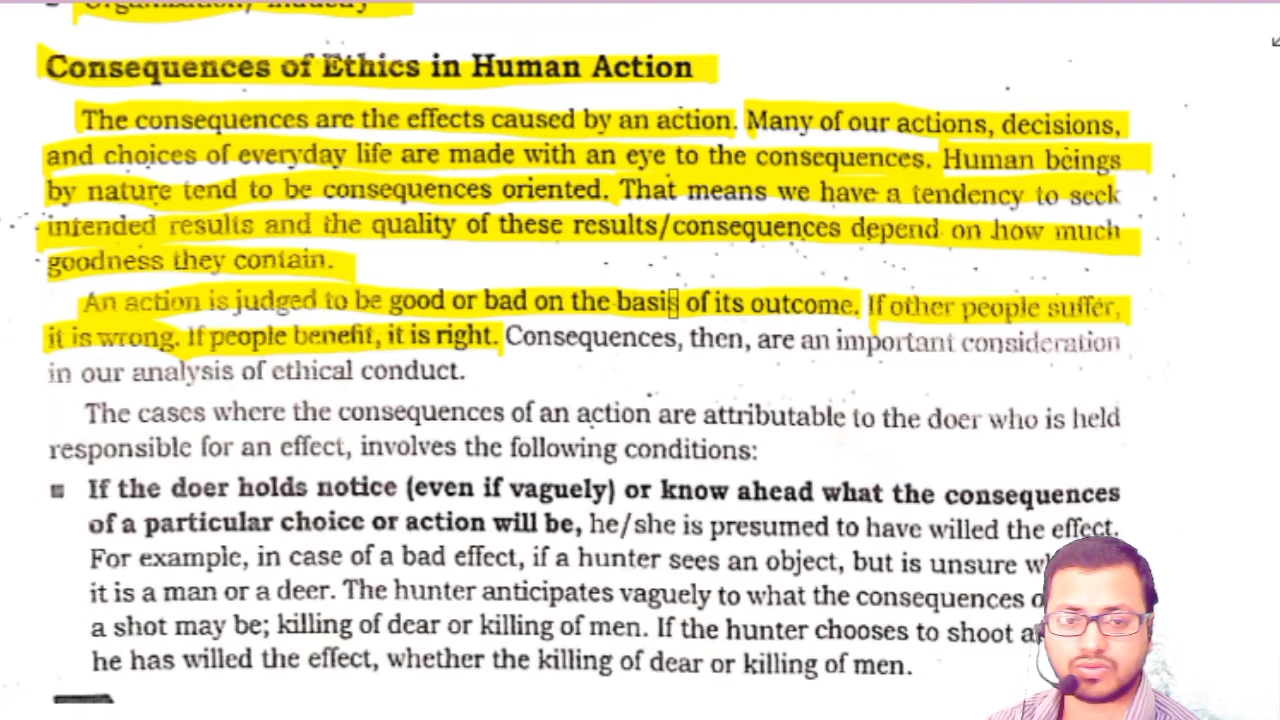 Organization/ Industry
Consequences of Ethics in Human Action
The consequences are the effects caused by an action. Many of our actions, decisions,
and choices of everyday life are made with an eye to the consequences. Human beings
by nature tend to be consequences oriented. That means we have a tendency to seek
intended results and the quality of these results/consequences depend on how much
goodness they contain.
An action is judged to be good or bad on the basis of its outcome. If other people suffer,
it is wrong. If people benefit, it is right. Consequences, then, are an important consideration
in our analysis of ethical conduct.
The cases where the consequences of an action are attributable to the doer who is held
responsible for an effect, involves the following conditions:
If the doer holds notice (even if vaguely) or know ahead what the consequences
of a particular choice or action will be, he/she is presumed to have willed the effect.
For example, in case of a bad effect, if a hunter sees an object, but is unsure
it is a man or a deer. The hunter anticipates vaguely to what the consequences
a shot may be; killing of dear or killing of men. If the hunter chooses to shoot
he has willed the effect, whether the killing of dear or killing of men.